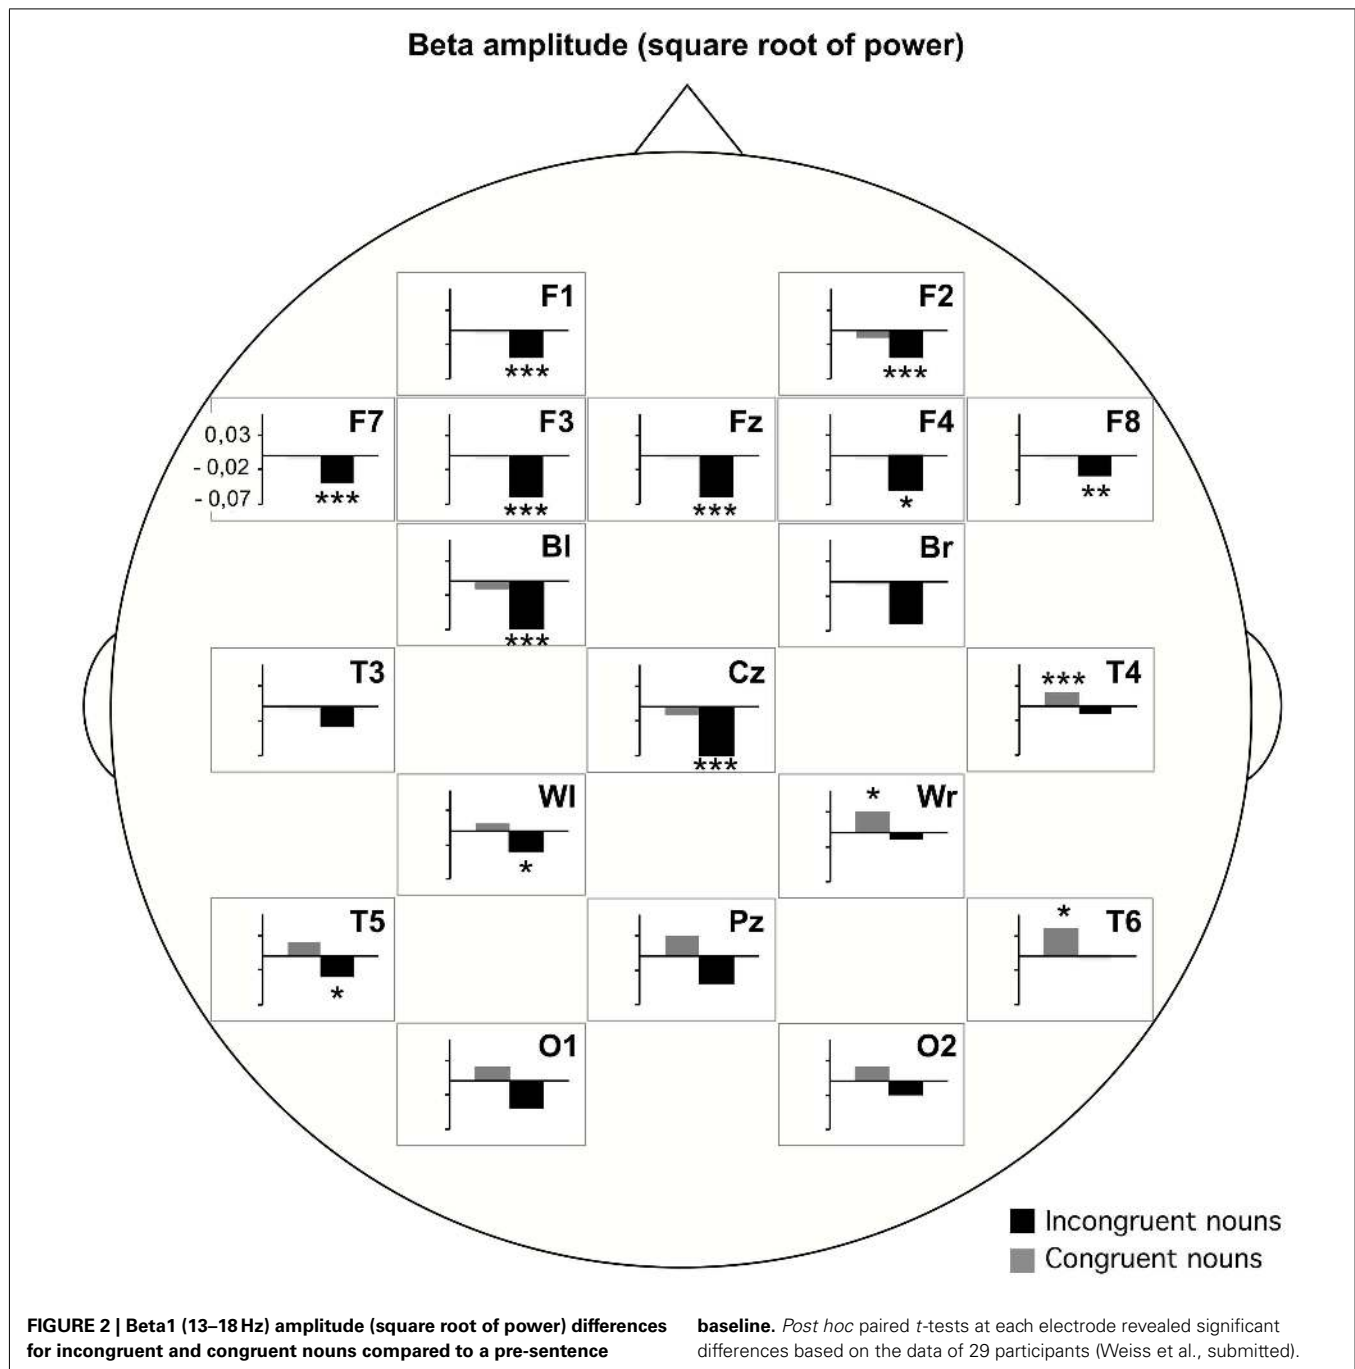 Beta amplitude (square root of power)
F1
***
F2
***
F7
0,03
- 0,02
- 0,07
***
F3
***
Fz
***
F4
*
F8
**
Bl
***
Br
T3
Cz
***
T4
***
Wl
*
Wr
*
T5
*
Pz
T6
*
O1
O2
Incongruent nouns
Congruent nouns
FIGURE 2 | Beta1 (13–18 Hz) amplitude (square root of power) differences
for incongruent and congruent nouns compared to a pre-sentence
baseline. Post hoc paired t-tests at each electrode revealed significant
differences based on the data of 29 participants (Weiss et al., submitted).